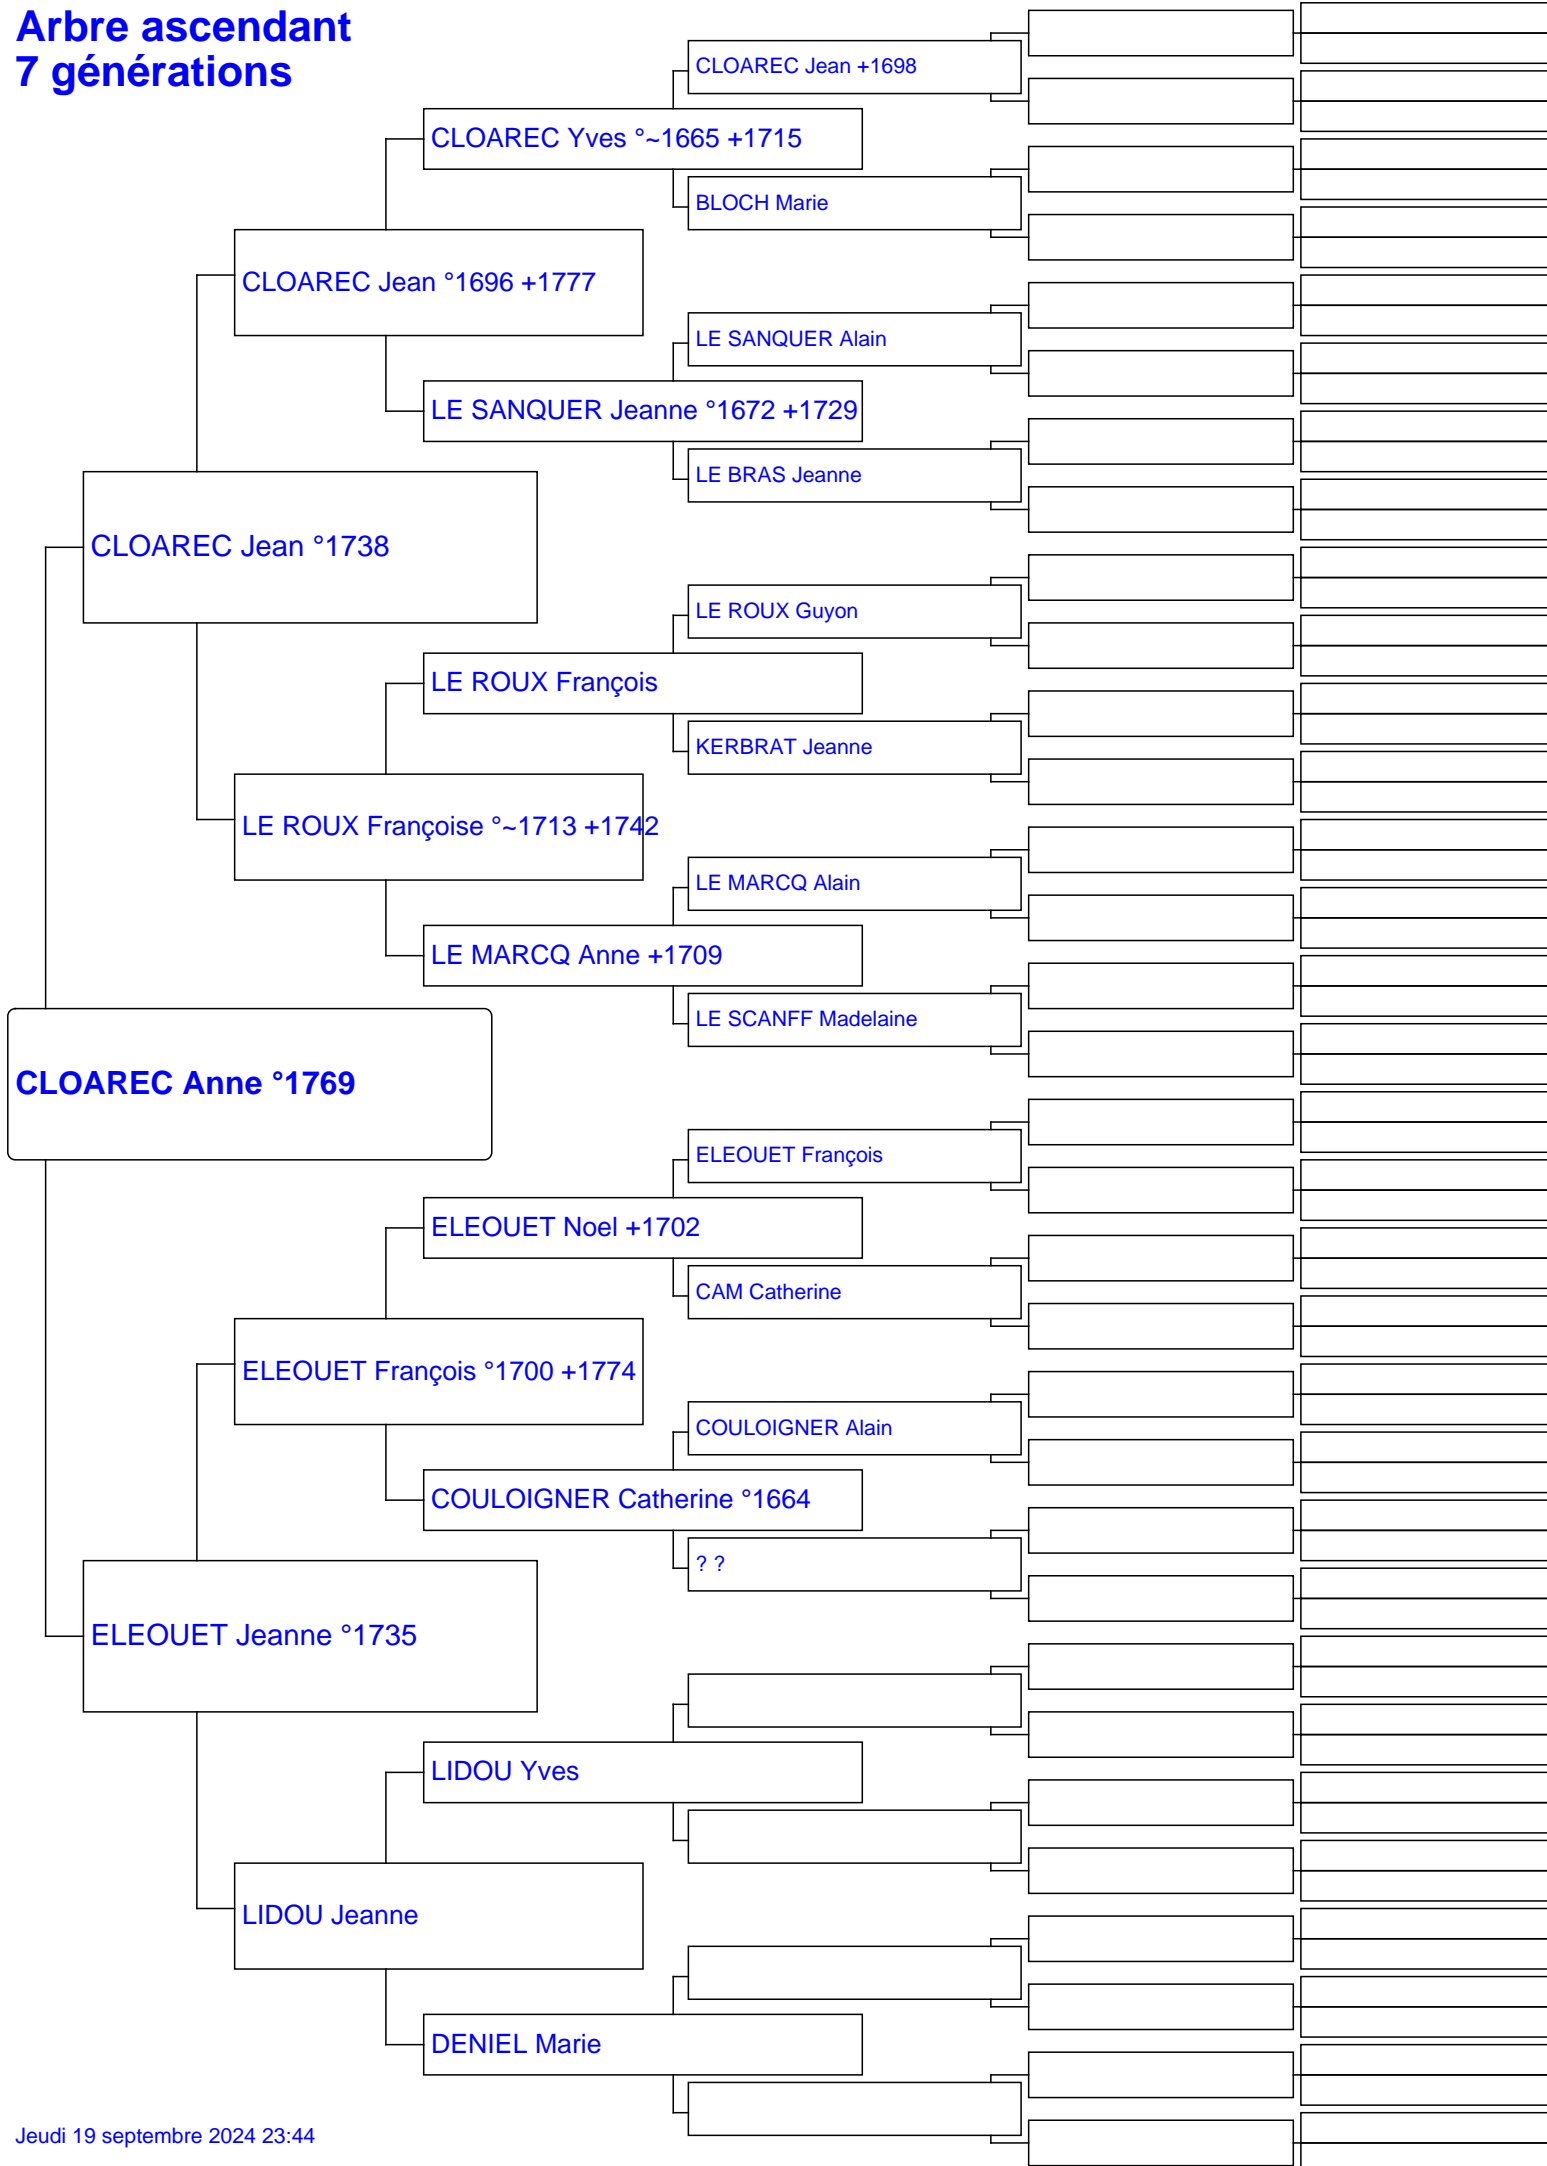 Arbre ascendant
7 générations
CLOAREC Jean +1698
CLOAREC Yves °~1665 +1715
BLOCH Marie
CLOAREC Jean °1696 +1777
LE SANQUER Alain
LE SANQUER Jeanne °1672 +1729
LE BRAS Jeanne
CLOAREC Jean °1738
LE ROUX Guyon
LE ROUX François
KERBRAT Jeanne
LE ROUX Françoise °~1713 +1742
LE MARCQ Alain
LE MARCQ Anne +1709
LE SCANFF Madelaine
CLOAREC Anne °1769
ELEOUET François
ELEOUET Noel +1702
CAM Catherine
ELEOUET François °1700 +1774
COULOIGNER Alain
COULOIGNER Catherine °1664
? ?
ELEOUET Jeanne °1735
LIDOU Yves
LIDOU Jeanne
DENIEL Marie
Jeudi 19 septembre 2024 23:44